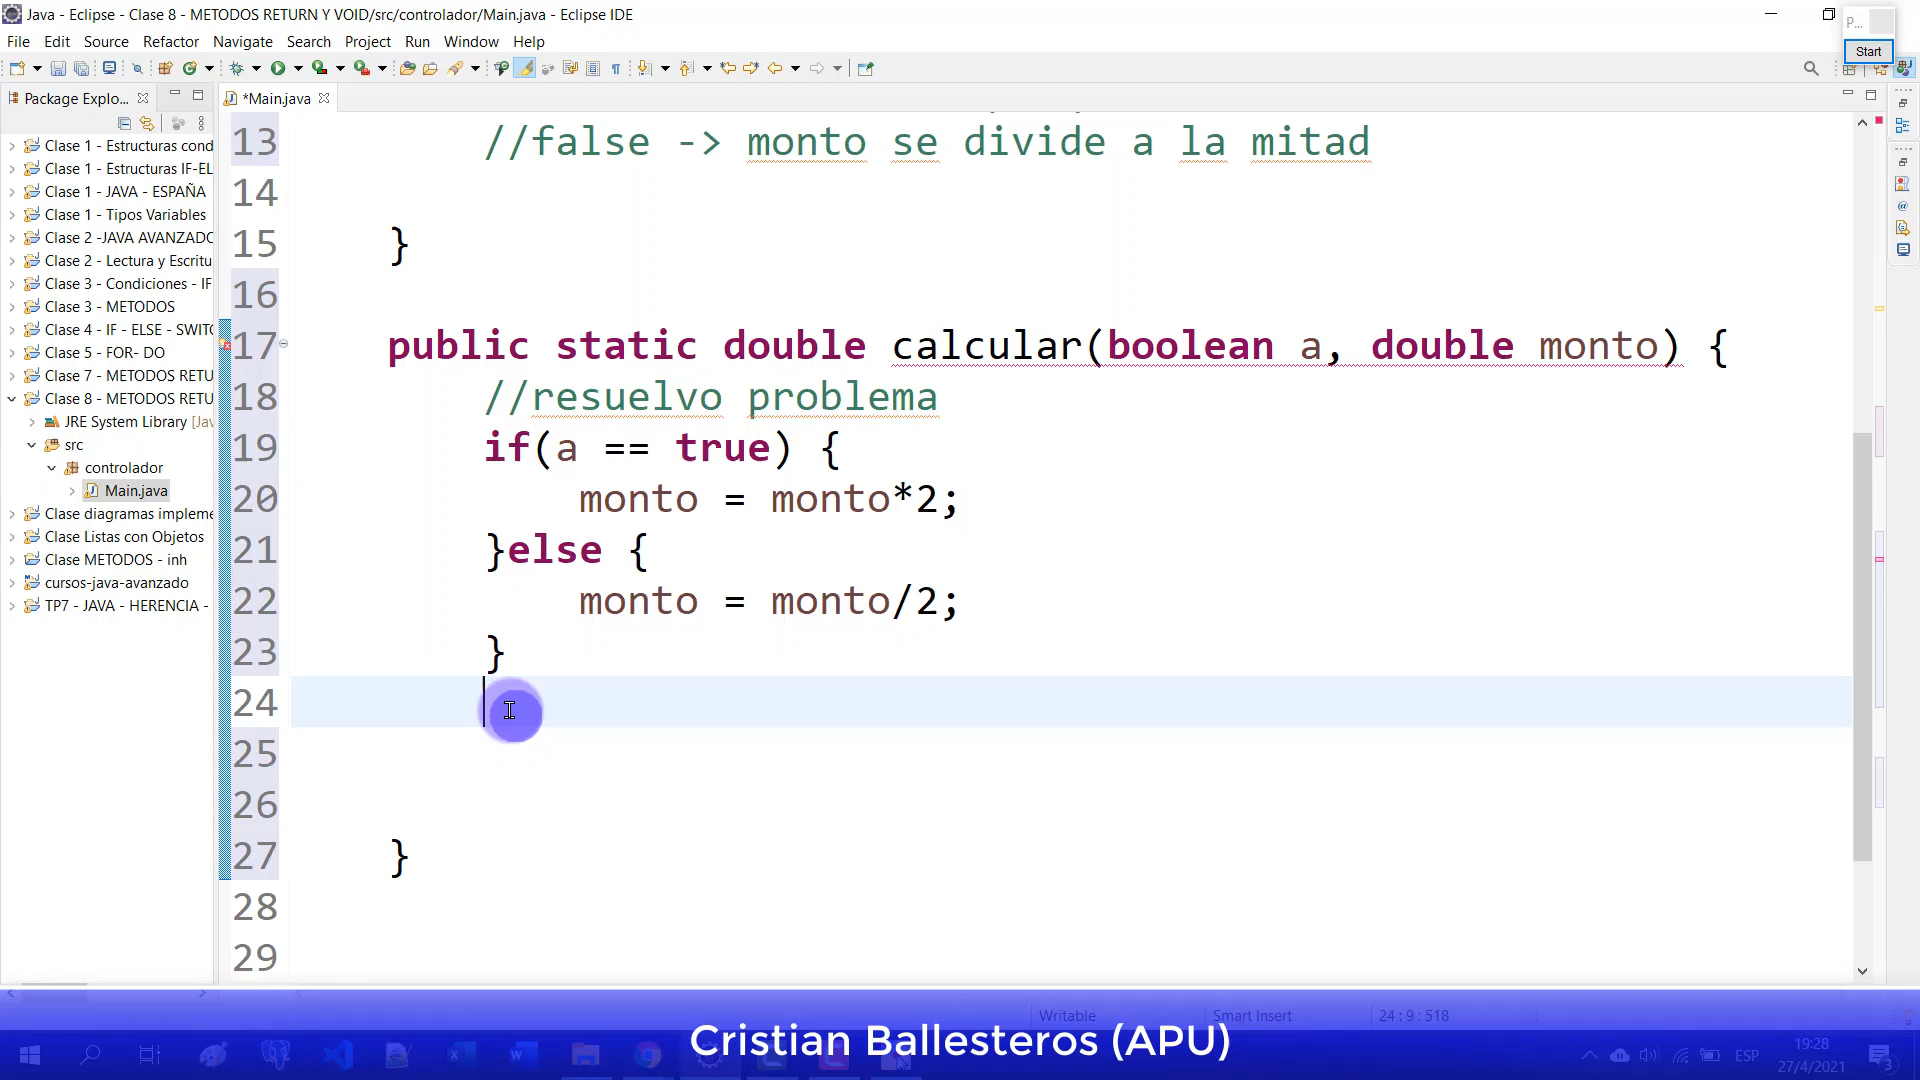 Java - Eclipse - Clase 8 - METODOS RETURN Y VOID/src/controlador/Main.java - Eclipse IDE
P...
Start
File Edit Source Refactor Navigate Search Project Run Window Help
Package Explo...
*Main.java
Clase 1 - Estructuras cond
Clase 1 - Estructuras IF-EL
Clase 1 - JAVA - ESPAÑA
Clase 1 - Tipos Variables
Clase 2 -JAVA AVANZADO
Clase 2 - Lectura y Escritu
Clase 3 - Condiciones - IF
Clase 3 - METODOS
Clase 4 - IF - ELSE - SWITC
Clase 5 - FOR- DO
Clase 7 - METODOS RETU
Clase 8 - METODOS RETU
JRE System Library [Jav
src
controlador
Main.java
Clase diagramas impleme
Clase Listas con Objetos
Clase METODOS - inh
cursos-java-avanzado
TP7 - JAVA - HERENCIA -
13 //false -> monto se divide a la mitad
14
15 }
16
17 public static double calcular(boolean a, double monto) {
18 //resuelvo problema
19 if(a == true) {
20 monto = monto*2;
21 }else {
22 monto = monto/2;
23 }
24
25
26
27 }
28
29
Writable Smart Insert 24 : 9 : 518
Cristian Ballesteros (APU)
ESP
19:28
27/4/2021
3